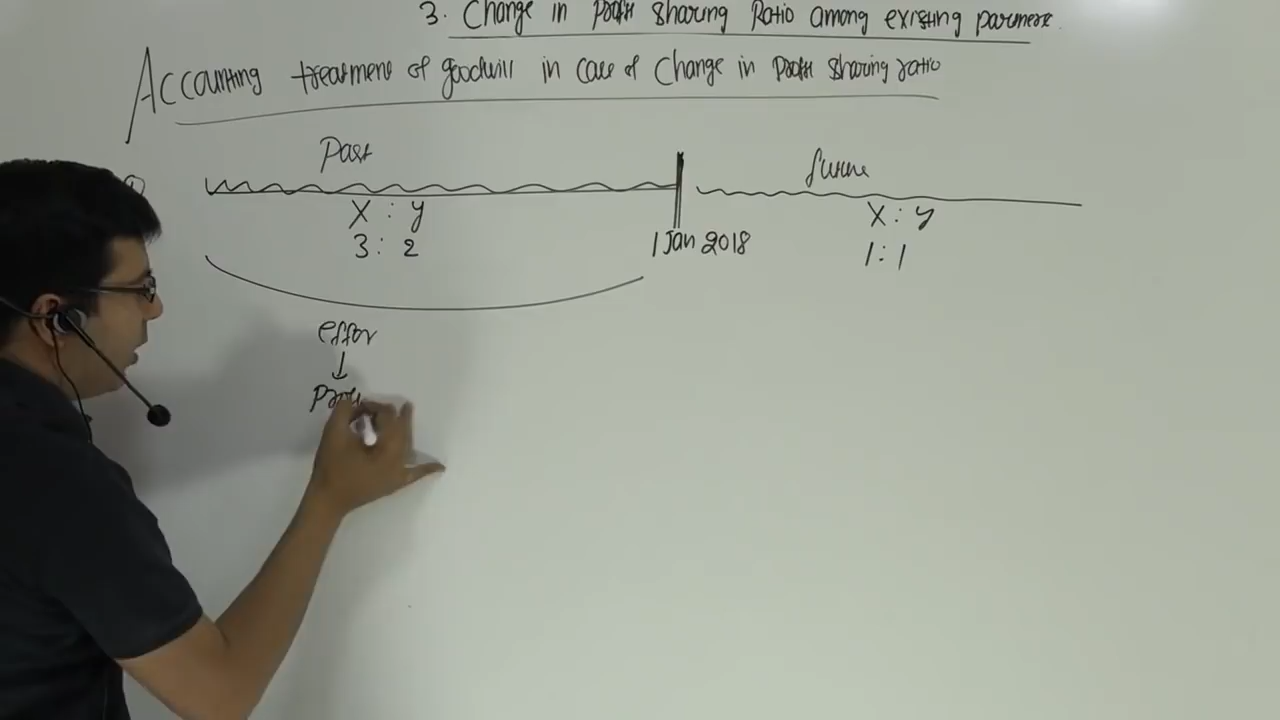 3. Change in Profit Sharing Ratio among existing partners.
Accounting treatment of goodwill in case of Change in Profit sharing ratio
Past
future
X : y
3 : 2
1 Jan 2018
X : y
1 : 1
effor
↓